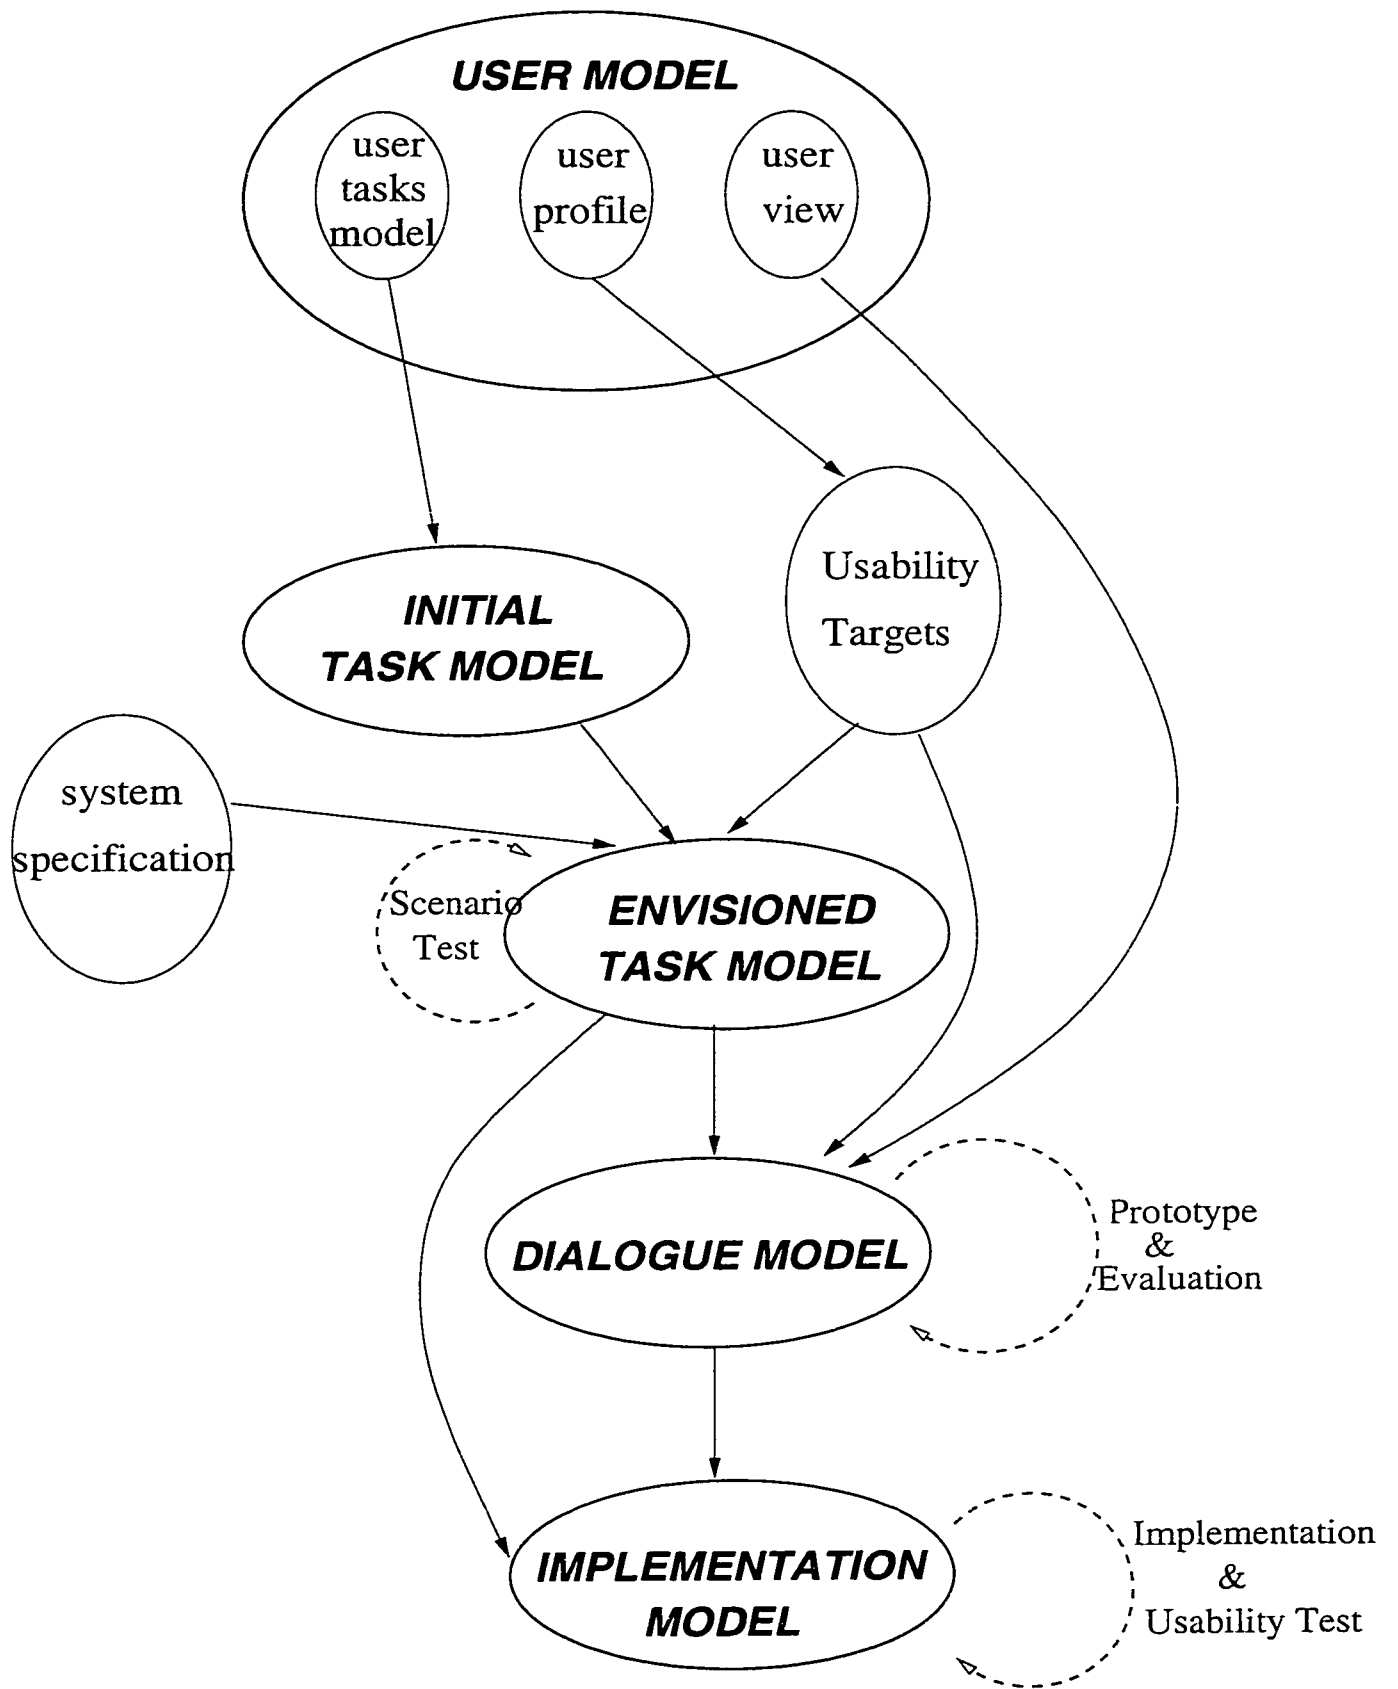 USER MODEL
user
tasks
model
user
profile
user
view
INITIAL
TASK MODEL
Usability
Targets
system
specification
Scenario
Test
ENVISIONED
TASK MODEL
DIALOGUE MODEL
Prototype
&
Evaluation
IMPLEMENTATION
MODEL
Implementation
&
Usability Test